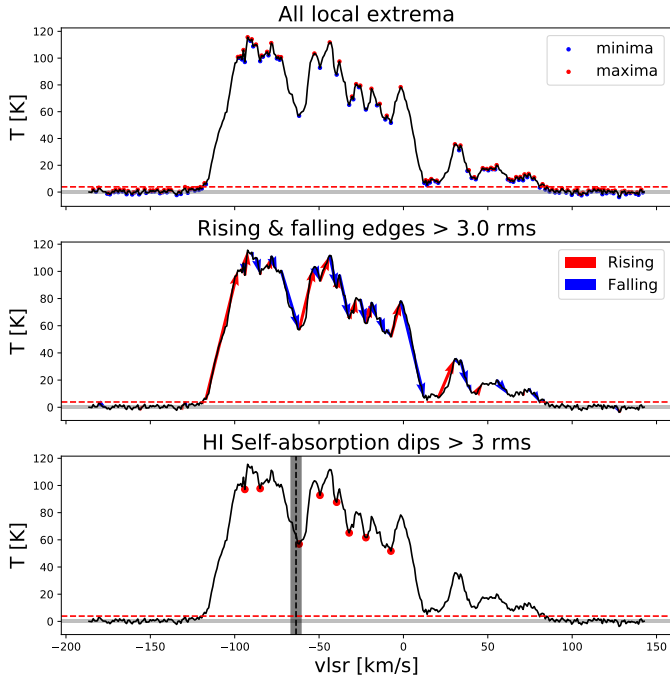 All local extrema
T [K]
120
100
80
60
40
20
0
minima
maxima
Rising & falling edges > 3.0 rms
T [K]
120
100
80
60
40
20
0
Rising
Falling
HI Self-absorption dips > 3 rms
T [K]
120
100
80
60
40
20
0
−200 −150 −100 −50 0 50 100 150
vlsr [km/s]